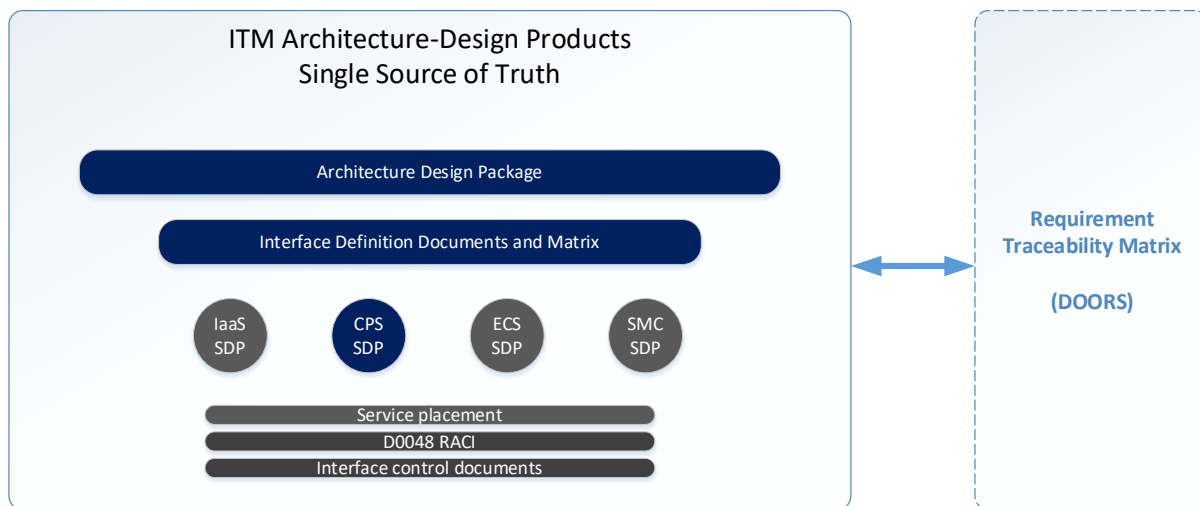 ITM Architecture-Design Products
Single Source of Truth
Architecture Design Package
Interface Definition Documents and Matrix
IaaS
SDP
CPS
SDP
ECS
SDP
SMC
SDP
Service placement
D0048 RACI
Interface control documents
Requirement
Traceability Matrix
(DOORS)